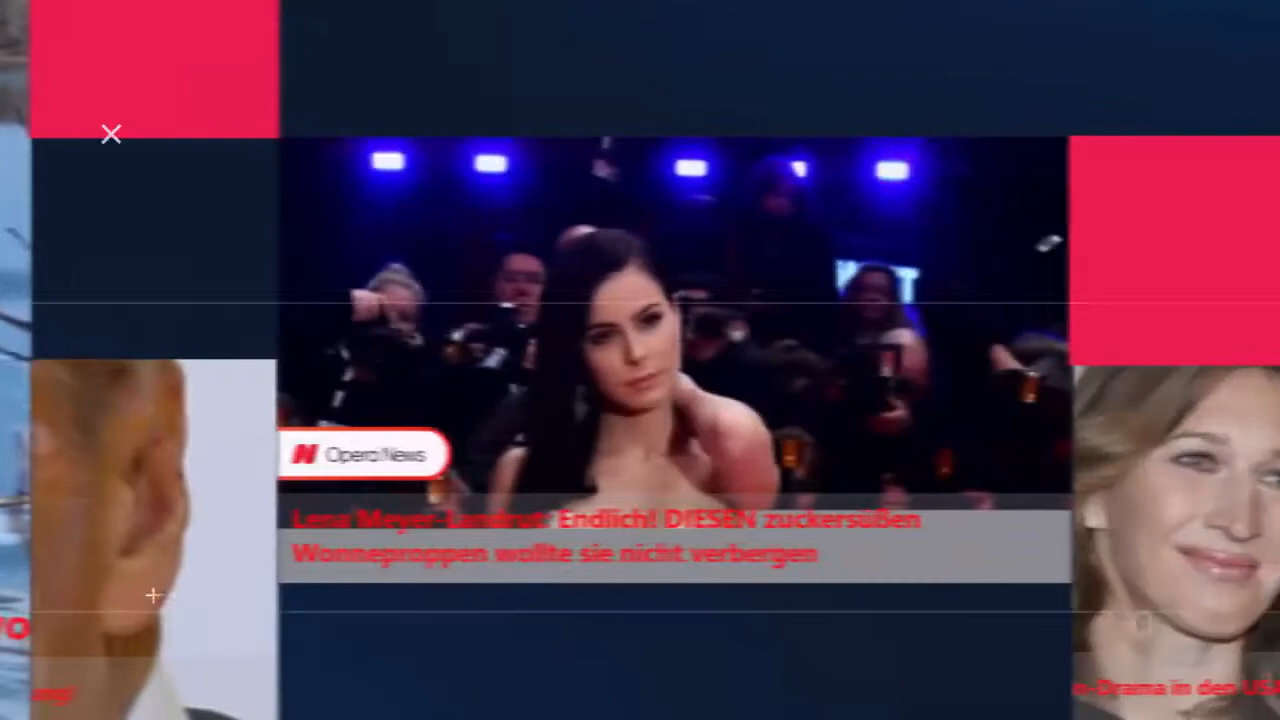 Opera News
Lena Meyer-Landrut: Endlich! DIESEN zuckersüßen
Wonneproppen wollte sie nicht verbergen
n-Drama in den USA